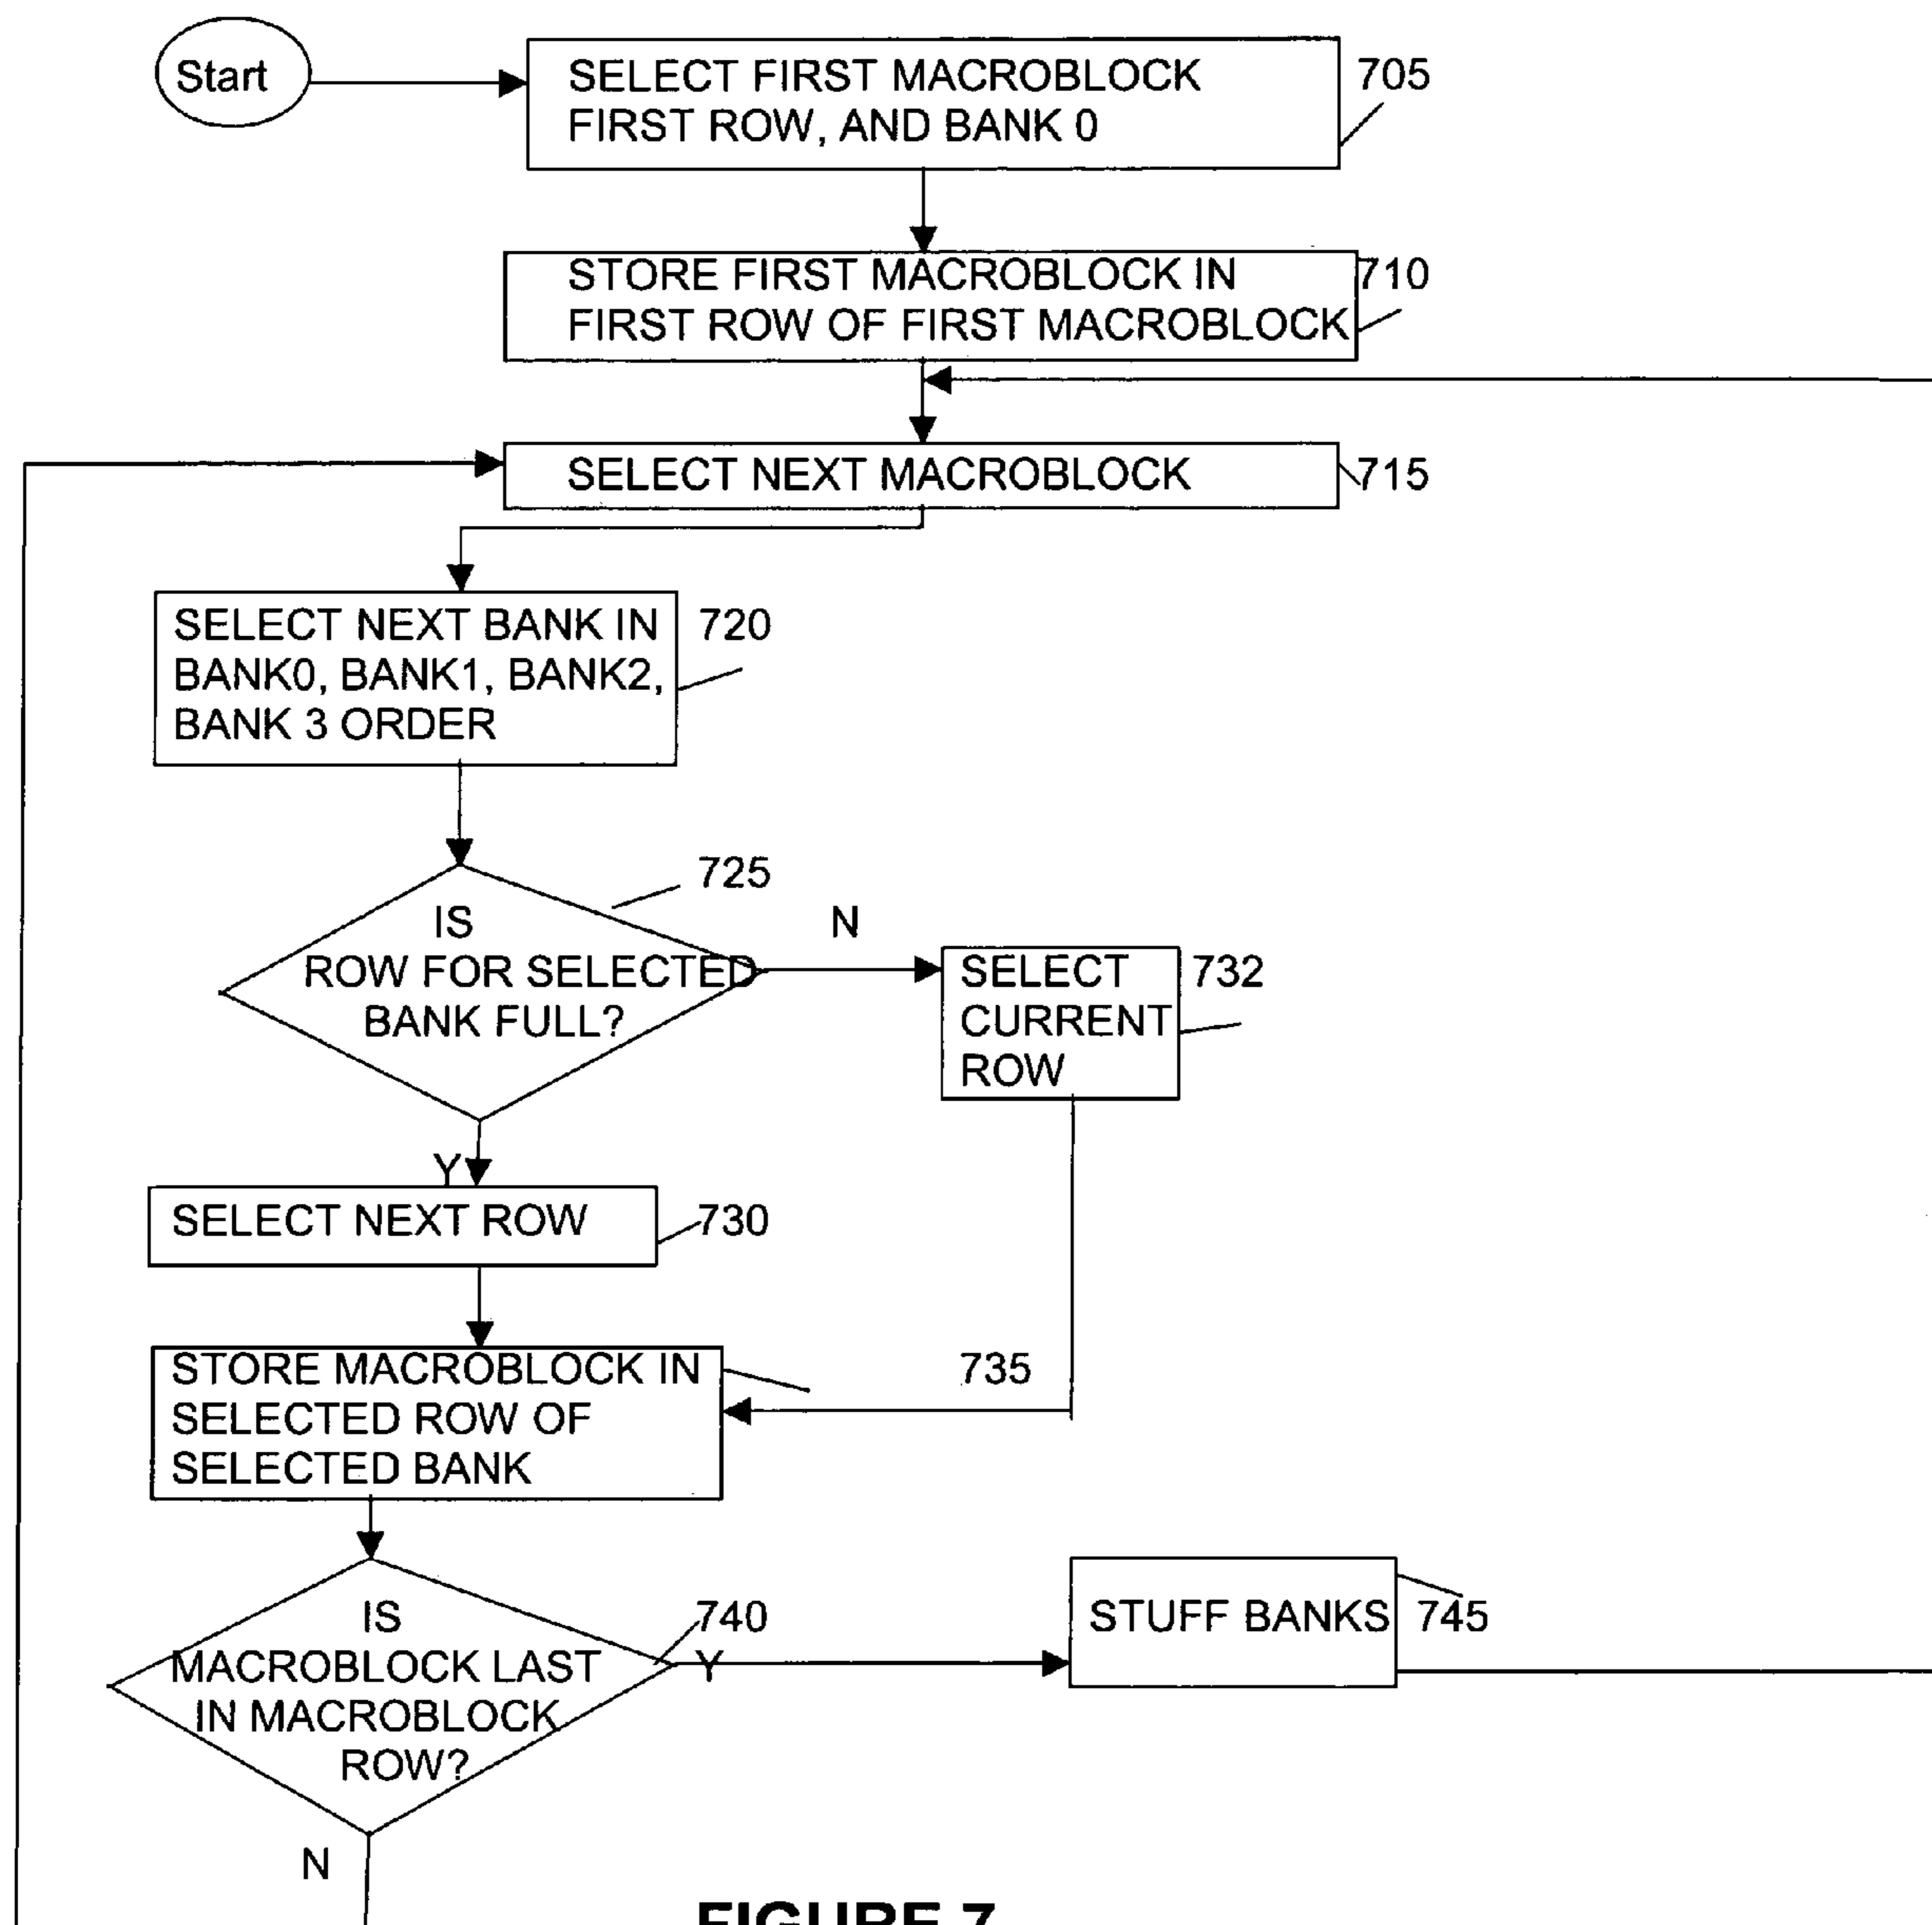 Start
SELECT FIRST MACROBLOCK
FIRST ROW, AND BANK 0
705
STORE FIRST MACROBLOCK IN
FIRST ROW OF FIRST MACROBLOCK
710
SELECT NEXT MACROBLOCK
715
SELECT NEXT BANK IN
BANK0, BANK1, BANK2,
BANK 3 ORDER
720
725
IS
ROW FOR SELECTED
BANK FULL?
N
SELECT
CURRENT
ROW
732
Y
SELECT NEXT ROW
730
STORE MACROBLOCK IN
SELECTED ROW OF
SELECTED BANK
735
IS
MACROBLOCK LAST
IN MACROBLOCK
ROW?
740
Y
STUFF BANKS
745
N
FIGURE 7